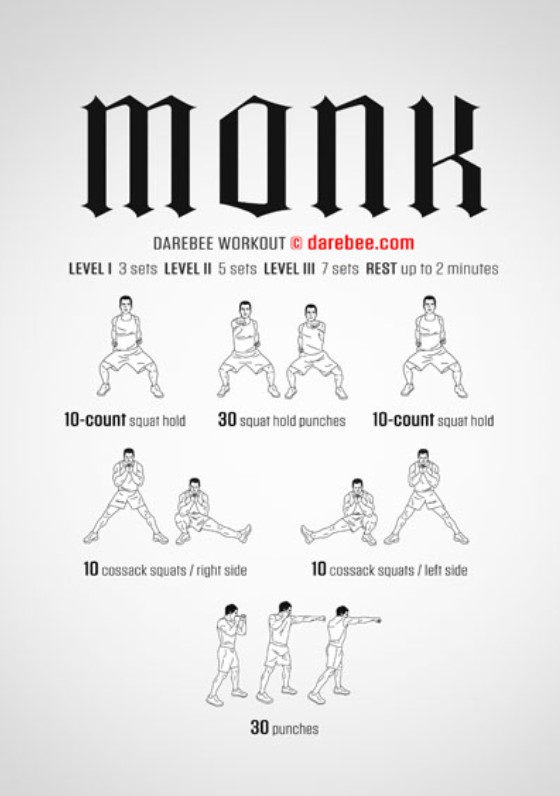 monk
DAREBEE WORKOUT © darebee.com
LEVEL I 3 sets LEVEL II 5 sets LEVEL III 7 sets REST up to 2 minutes
10-count squat hold
30 squat hold punches
10-count squat hold
10 cossack squats / right side
10 cossack squats / left side
30 punches